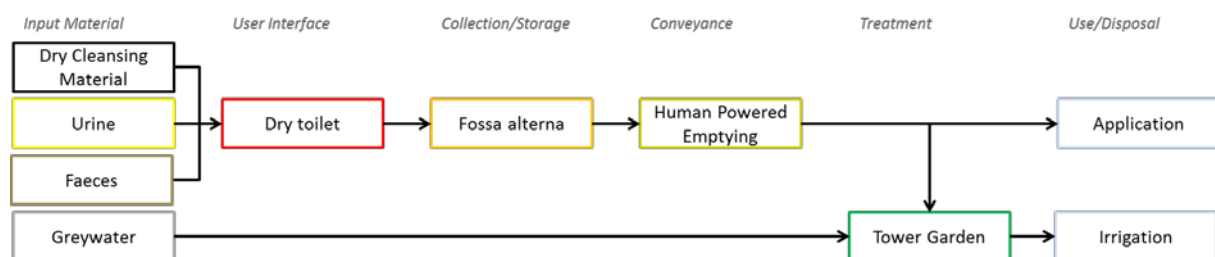 Input Material
User Interface
Collection/Storage
Conveyance
Treatment
Use/Disposal
Dry Cleansing
Material
Urine
Dry toilet
Fossa alterna
Human Powered
Emptying
Application
Faeces
Greywater
Tower Garden
Irrigation